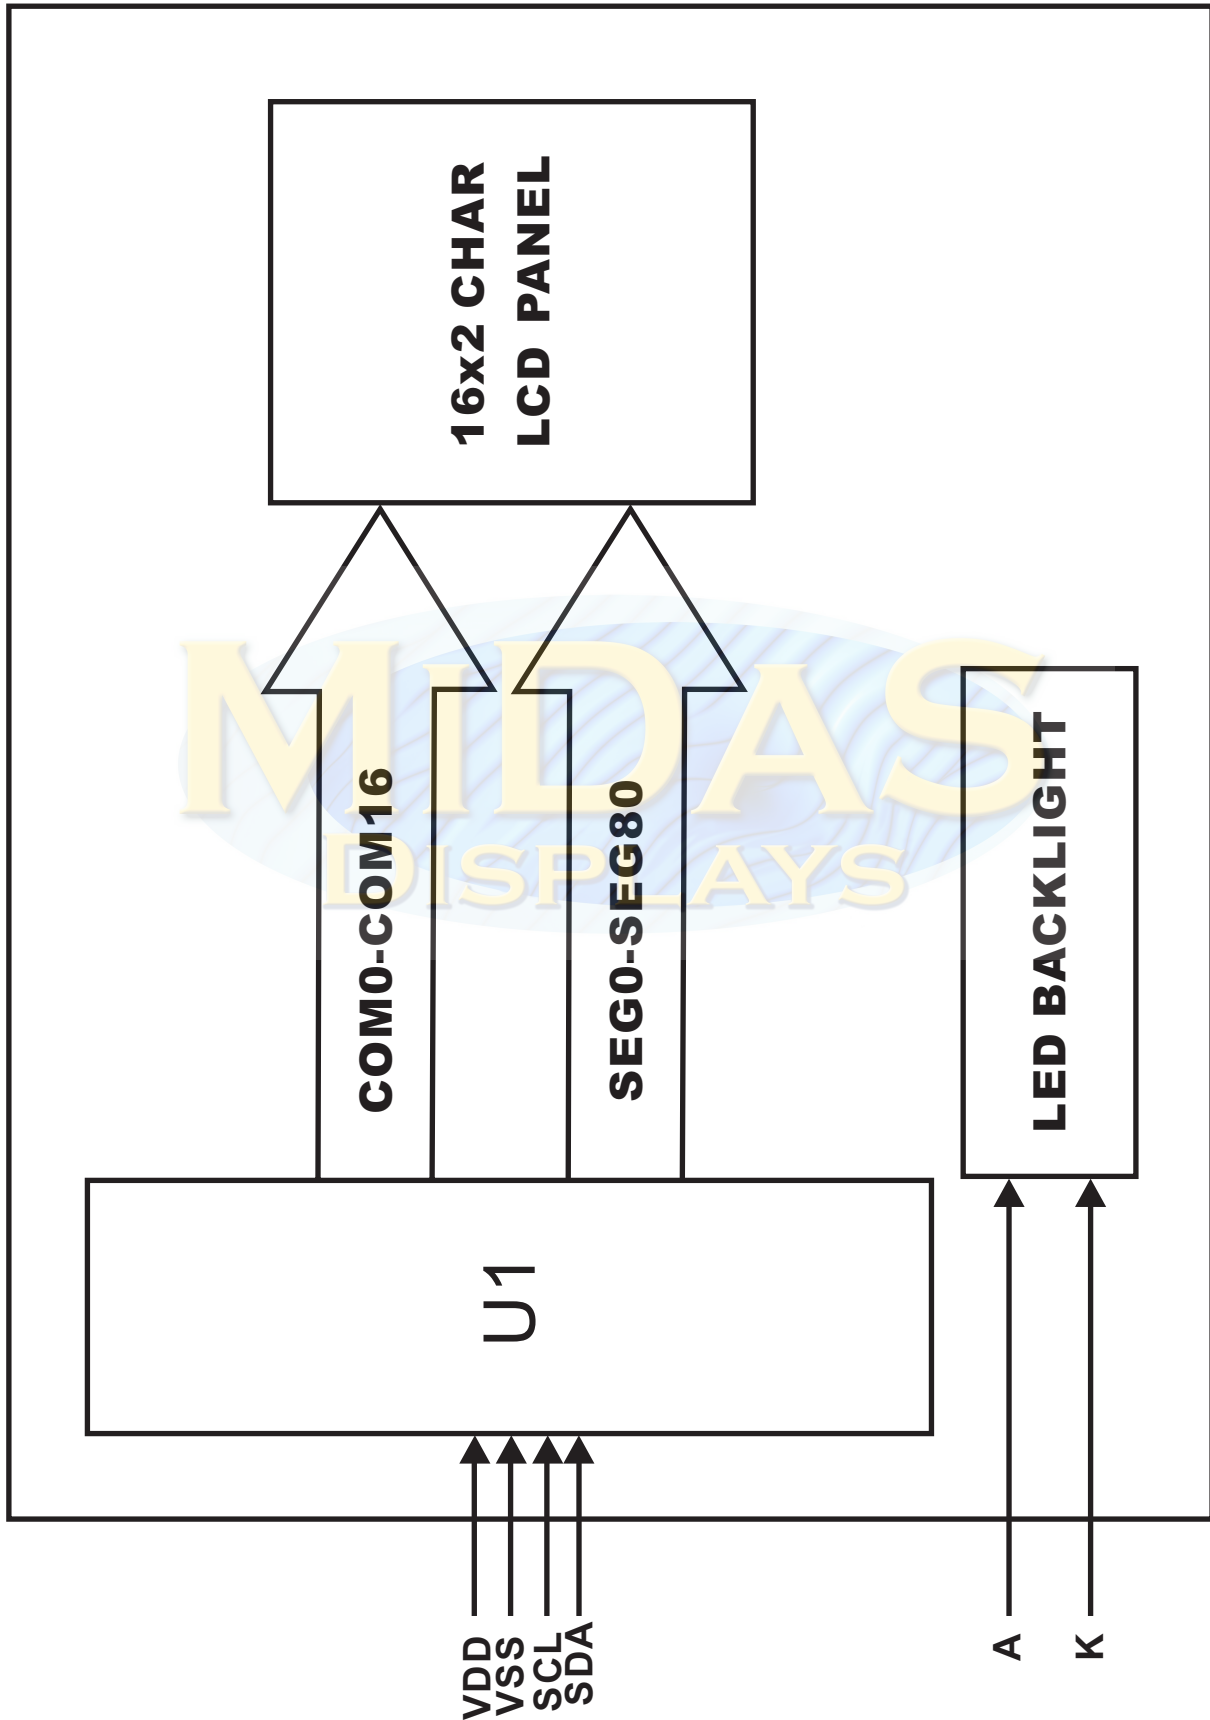 16x2 CHAR
LCD PANEL
COM0-COM16
SEG0-SEG80
U1
LED BACKLIGHT
VDD
VSS
SCL
SDA
A
K
MIDAS
DISPLAYS